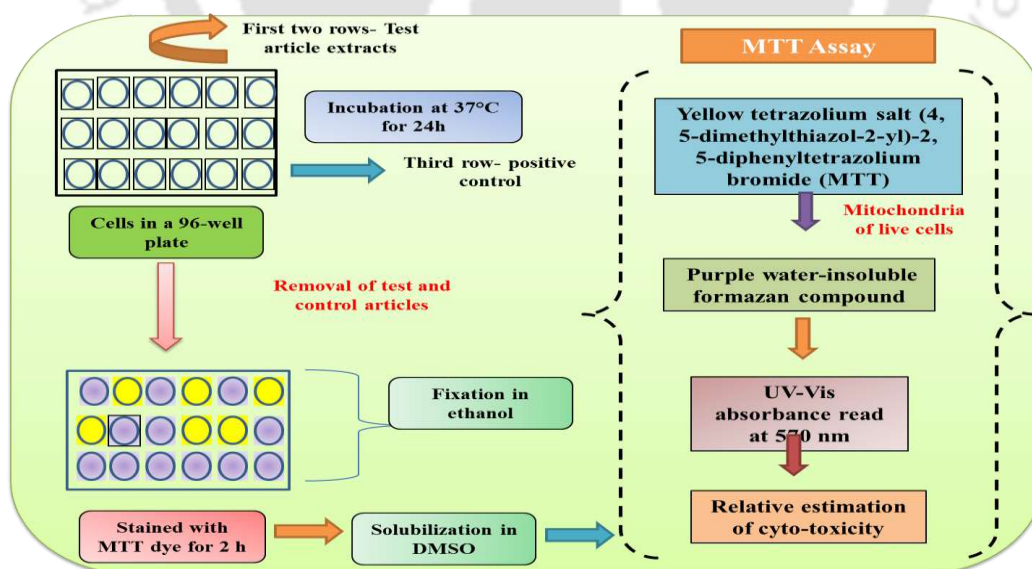 First two rows- Test
article extracts
Incubation at 37°C
for 24h
Third row- positive
control
Cells in a 96-well
plate
Removal of test and
control articles
Fixation in
ethanol
Stained with
MTT dye for 2 h
Solubilization in
DMSO
MTT Assay
Yellow tetrazolium salt (4,
5-dimethylthiazol-2-yl)-2,
5-diphenyltetrazolium
bromide (MTT)
Mitochondria
of live cells
Purple water-insoluble
formazan compound
UV-Vis
absorbance read
at 570 nm
Relative estimation
of cyto-toxicity